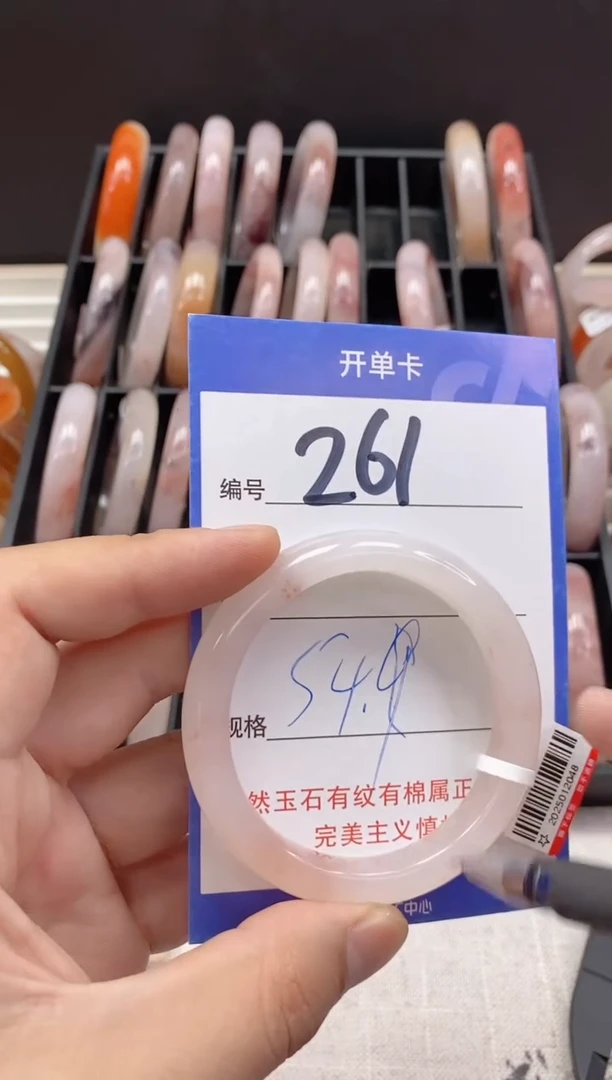 开单卡
编号 261
规格 54.9
然玉石有纹有棉属正
完美主义慎
中心
2025012048